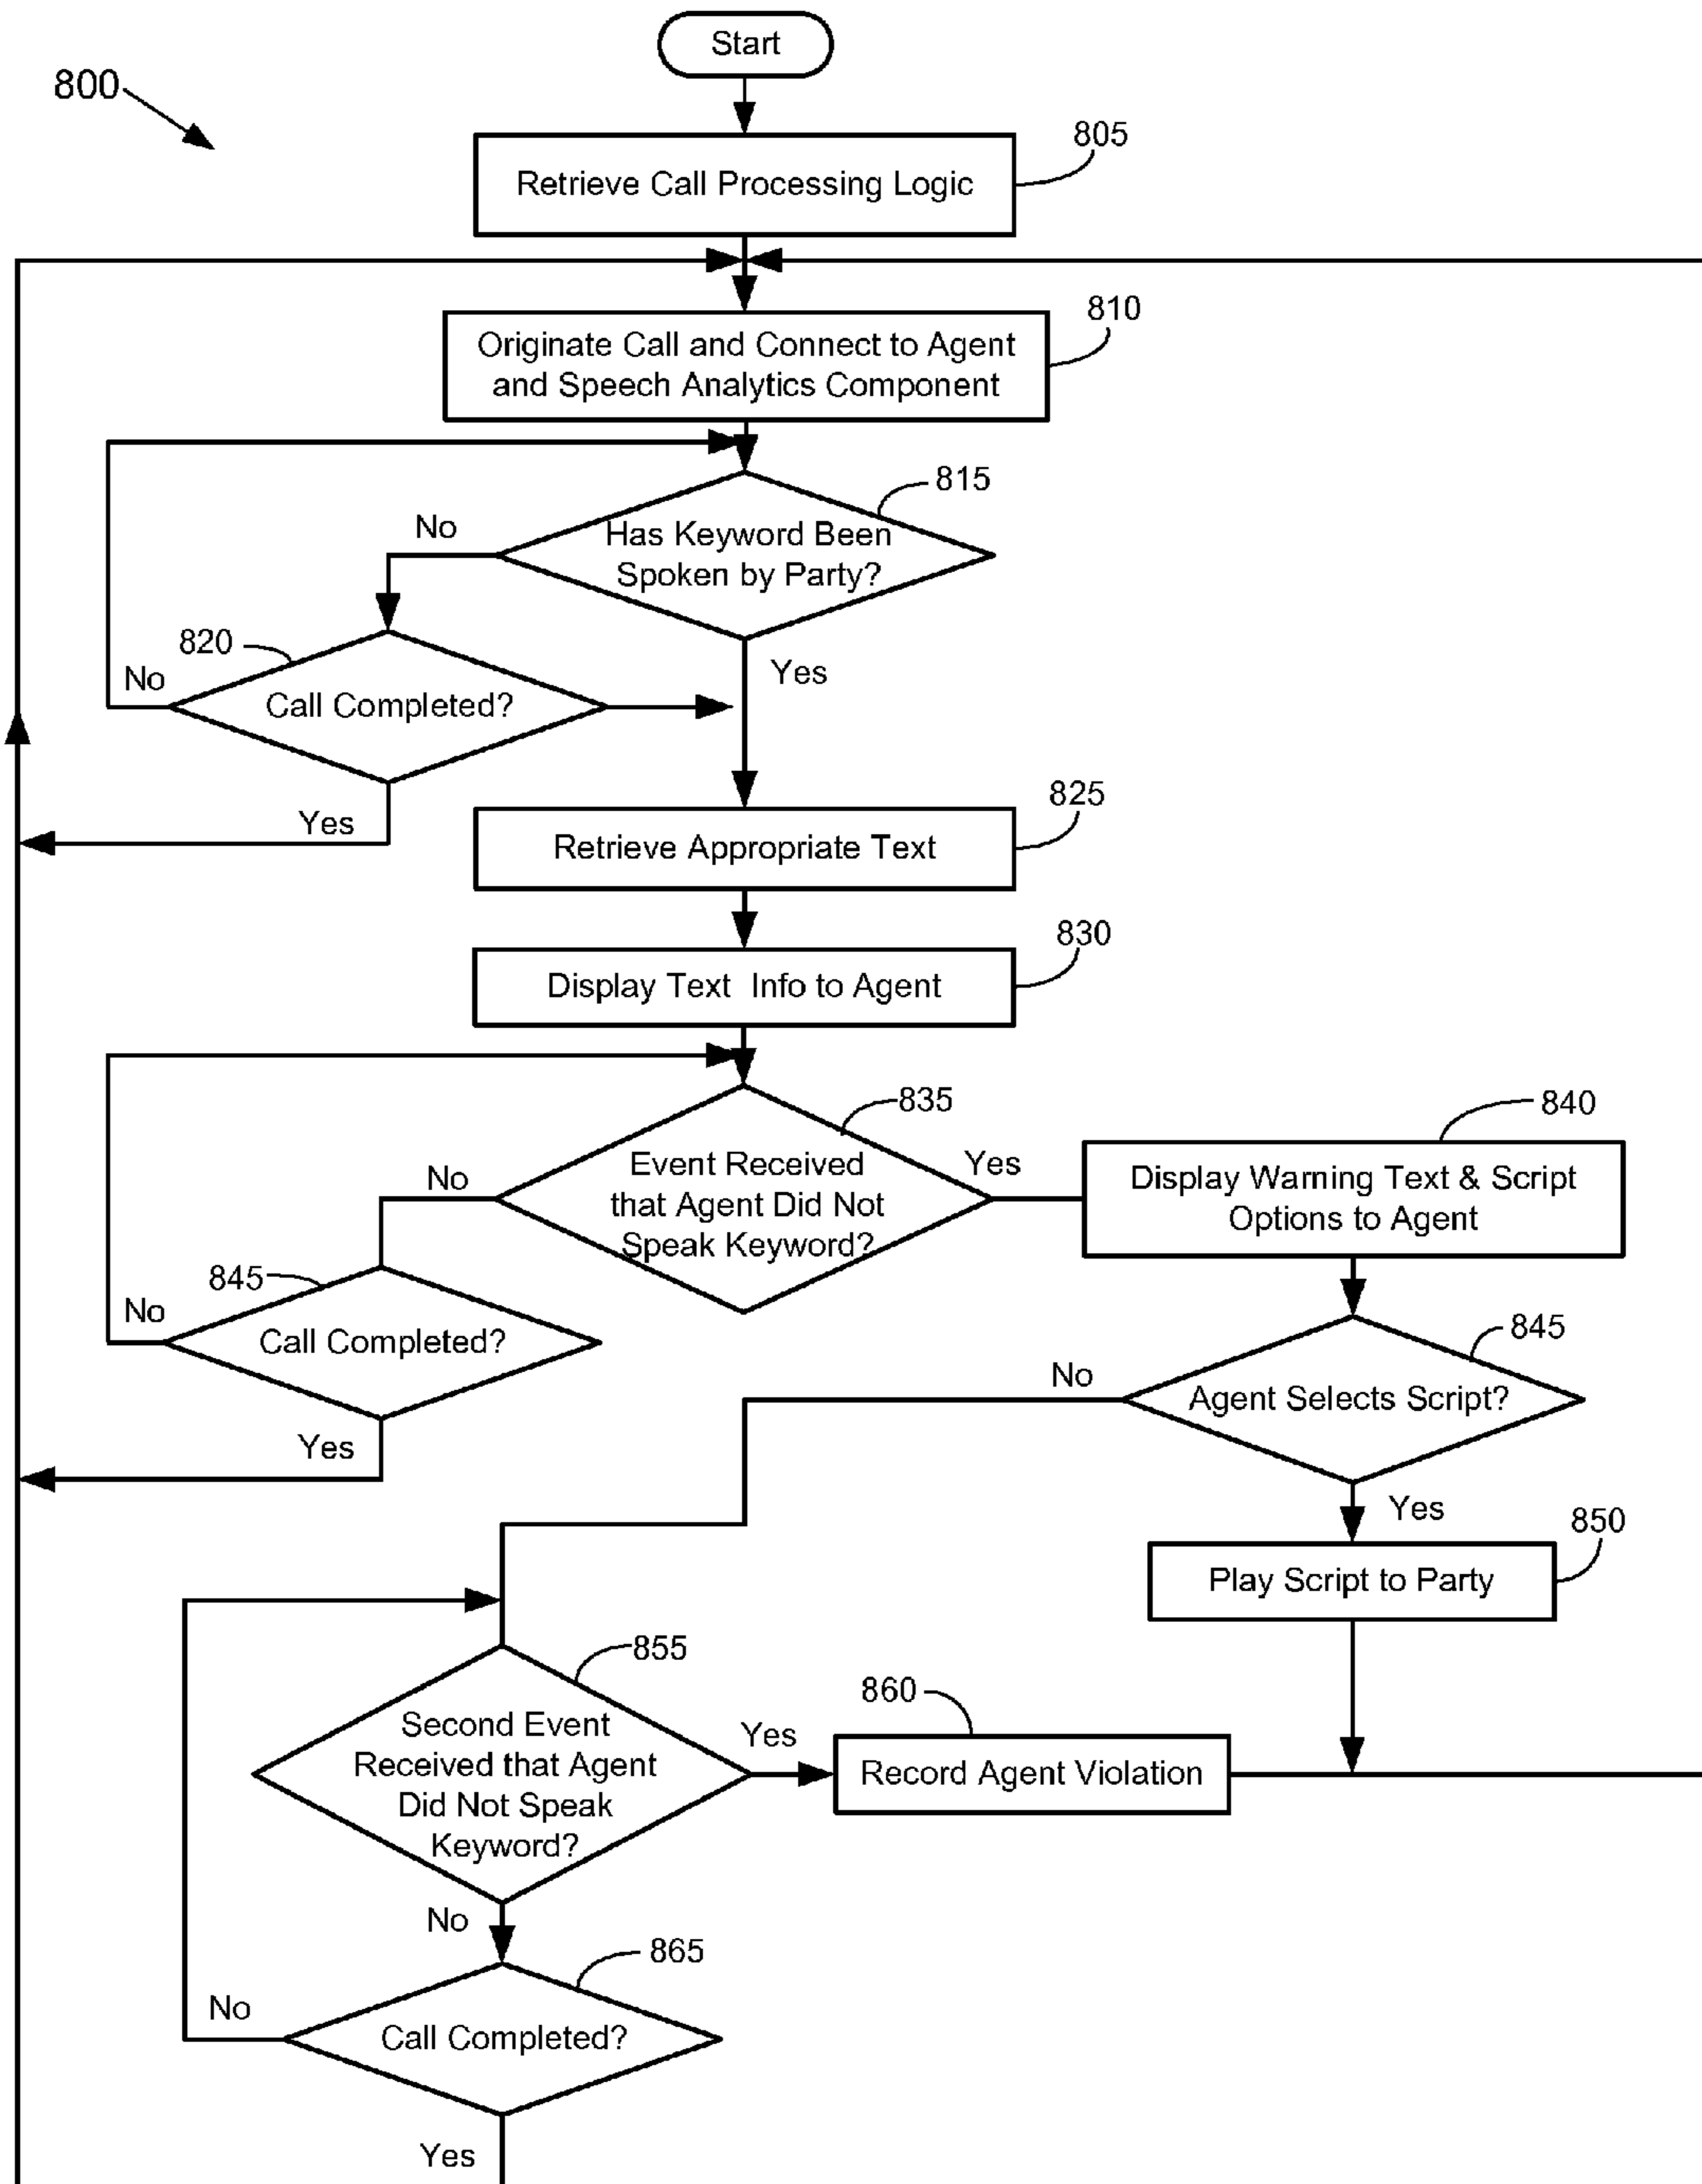 Start
800
805
Retrieve Call Processing Logic
810
Originate Call and Connect to Agent
and Speech Analytics Component
815
No
Has Keyword Been
Spoken by Party?
820
No
Yes
Call Completed?
Yes
825
Retrieve Appropriate Text
830
Display Text Info to Agent
835
840
No
Event Received
that Agent Did Not
Speak Keyword?
Yes
Display Warning Text & Script
Options to Agent
845
No
Call Completed?
845
No
Agent Selects Script?
Yes
Yes
850
Play Script to Party
855
860
Second Event
Received that Agent
Did Not Speak
Keyword?
Yes
Record Agent Violation
No
865
No
Call Completed?
Yes